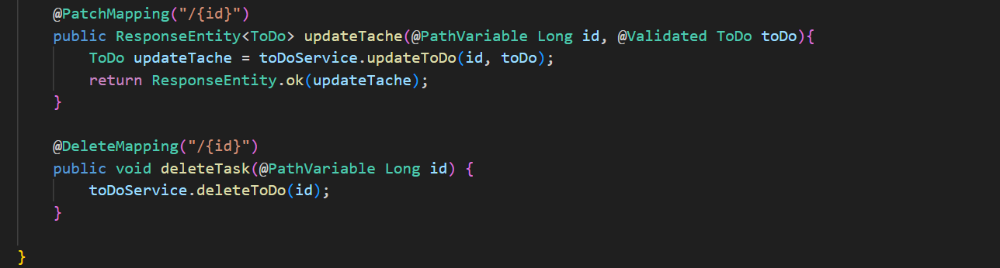 @PatchMapping("/{id}")
public ResponseEntity<ToDo> updateTache(@PathVariable Long id, @Validated ToDo toDo){
ToDo updateTache = toDoService.updateToDo(id, toDo);
return ResponseEntity.ok(updateTache);
}
@DeleteMapping("/{id}")
public void deleteTask(@PathVariable Long id) {
toDoService.deleteToDo(id);
}
}